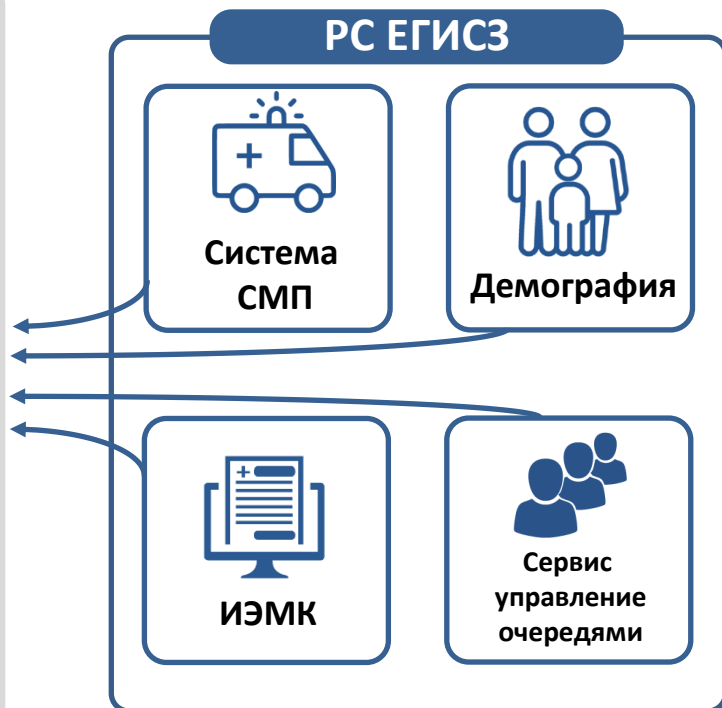 РС ЕГИСЗ
Система
СМП
Демография
ИЭМК
Сервис
управление
очередями